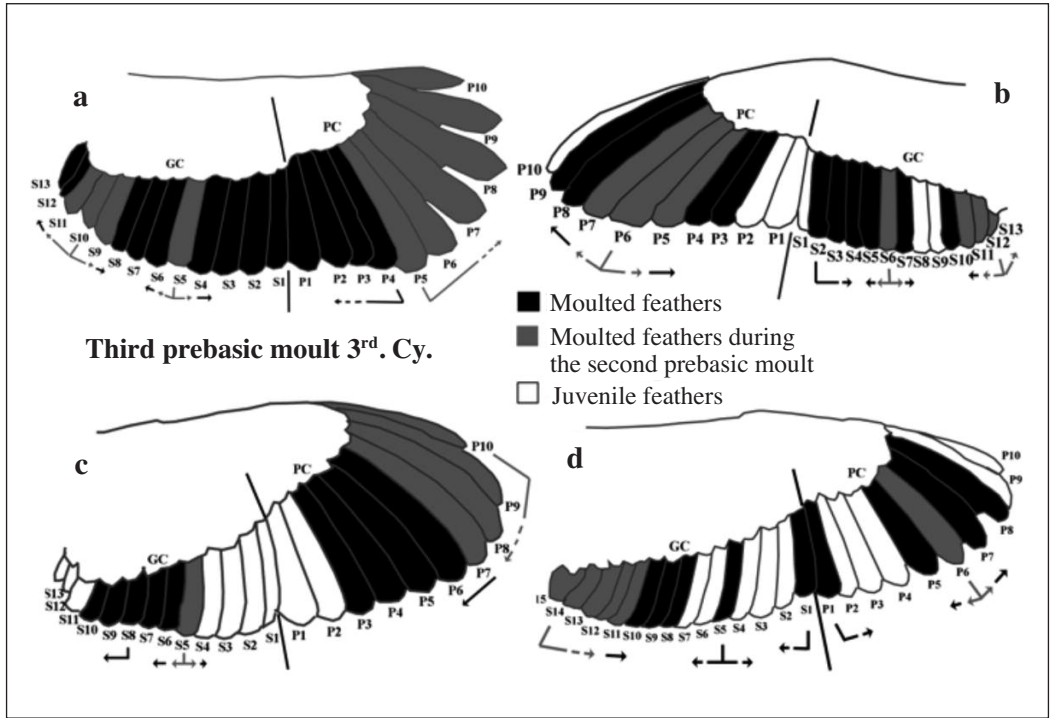 a
PC
GC
P10
P9
P8
P7
P6
P5
P4
P3
P2
P1
S1
S2
S3
S4
S5
S6
S7
S8
S9
S10
S11
S12
S13
b
PC
GC
P10
P9
P8
P7
P6
P5
P4
P3
P2
P1
S1
S2
S3
S4
S5
S6
S7
S8
S9
S10
S11
S12
S13
Third prebasic moult 3rd. Cy.
Moulted feathers
Moulted feathers during
the second prebasic moult
Juvenile feathers
c
PC
GC
P10
P9
P8
P7
P6
P5
P4
P3
P2
P1
S1
S2
S3
S4
S5
S6
S7
S8
S9
S10
S11
S12
S13
d
PC
GC
P10
P9
P8
P7
P6
P5
P4
P3
P2
P1
S1
S2
S3
S4
S5
S6
S7
S8
S9
S10
S11
S12
S13
S14
15